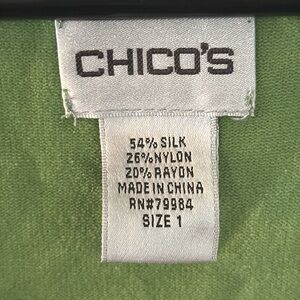 CHICO'S
54% SILK
26% NYLON
20% RAYON
MADE IN CHINA
RN#79984
SIZE 1